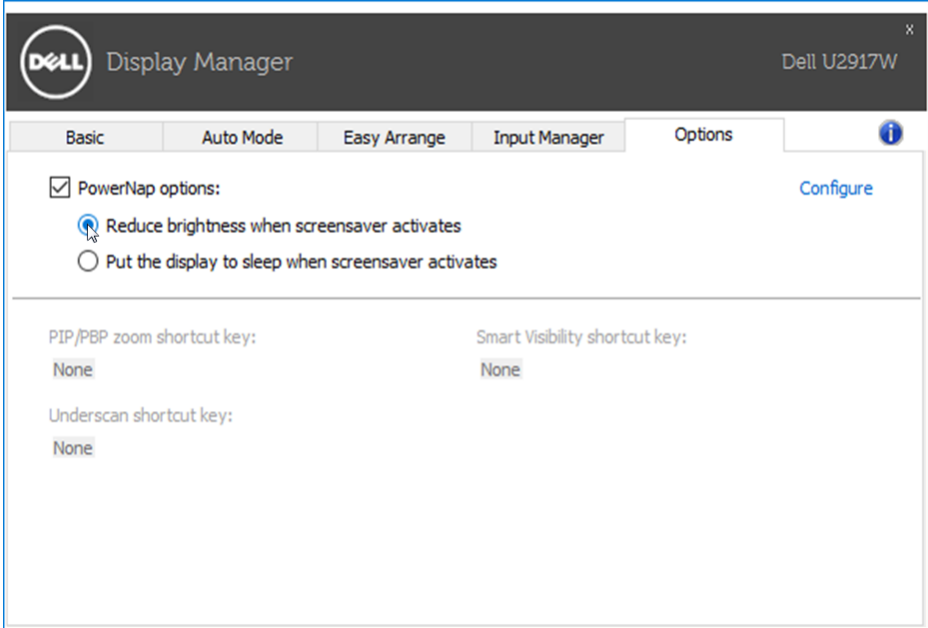 x
DELL Display Manager Dell U2917W
Basic Auto Mode Easy Arrange Input Manager Options i
PowerNap options: Configure
Reduce brightness when screensaver activates
Put the display to sleep when screensaver activates
PIP/PBP zoom shortcut key: Smart Visibility shortcut key:
None None
Underscan shortcut key:
None